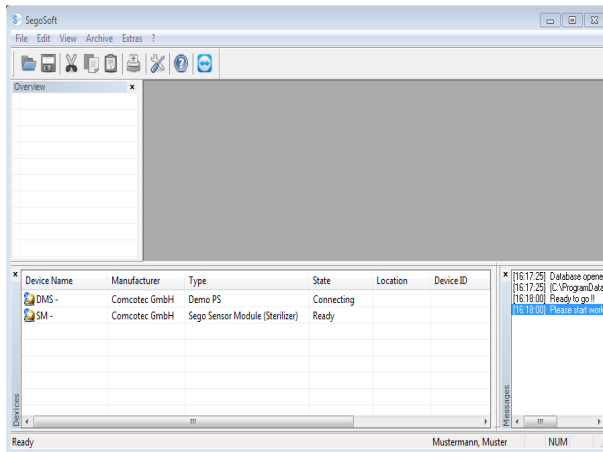 SegoSoft
File Edit View Archive Extras ?
Overview x
Device Name Manufacturer Type State Location Device ID
DMS - Comcotec GmbH Demo PS Connecting
SM - Comcotec GmbH Sego Sensor Module (Sterilizer) Ready
Devices
[16:17:25] Database opene
[16:17:25] (C:\ProgramData
[16:18:00] Ready to go !!
[16:18:00] Please start work
Messages
Ready Mustermann, Muster NUM